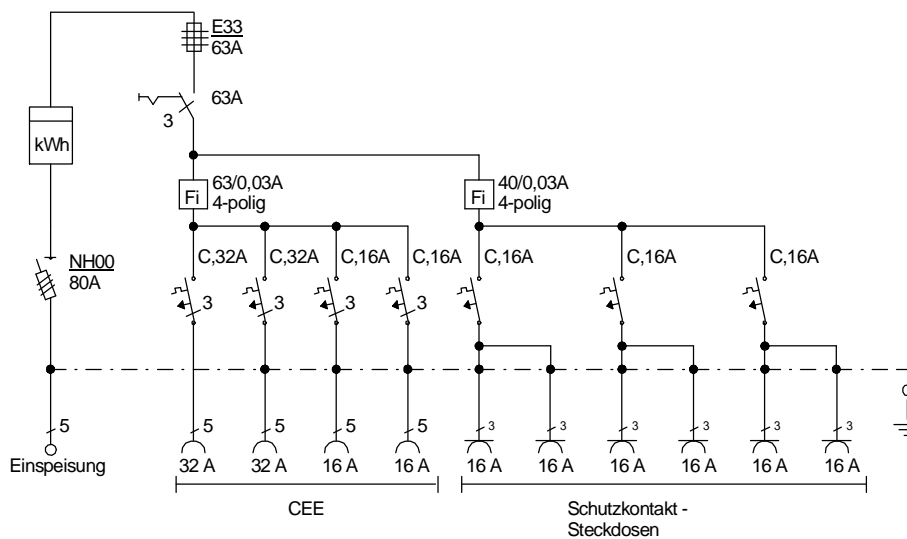 E33
63A
63A
3
kWh
63/0,03A
Fi
4-polig
40/0,03A
Fi
4-polig
NH00
80A
C,32A
C,32A
C,16A
C,16A
C,16A
C,16A
C,16A
3
3
3
3
5
5
5
5
5
3
3
3
3
3
3
Einspeisung
32 A
32 A
16 A
16 A
16 A
16 A
16 A
16 A
16 A
16 A
CEE
Schutzkontakt -
Steckdosen